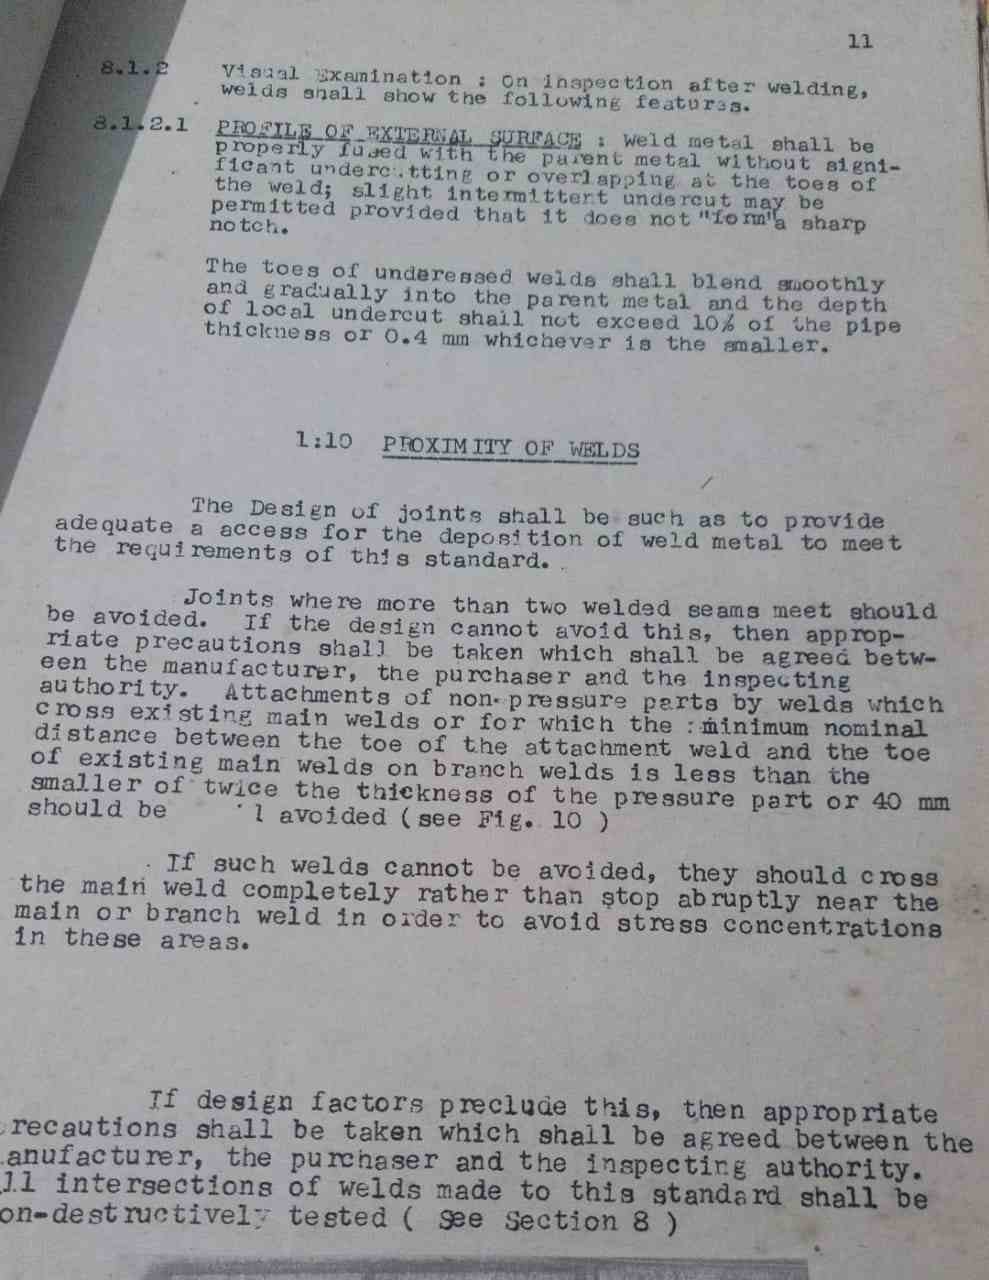 11
8.1.2 Visual Examination : On inspection after welding,
welds shall show the following features.
8.1.2.1 PROFILE OF EXTERNAL SURFACE : Weld metal shall be
properly fused with the parent metal without signi-
ficant undercutting or overlapping at the toes of
the weld; slight intermittent undercut may be
permitted provided that it does not "form" a sharp
notch.
The toes of underessed welds shall blend smoothly
and gradually into the parent metal and the depth
of local undercut shall not exceed 10% of the pipe
thickness or 0.4 mm whichever is the smaller.
1:10 PROXIMITY OF WELDS
The Design of joints shall be such as to provide
adequate a access for the deposition of weld metal to meet
the requirements of this standard.
Joints where more than two welded seams meet should
be avoided. If the design cannot avoid this, then approp-
riate precautions shall be taken which shall be agreed betw-
een the manufacturer, the purchaser and the inspecting
authority. Attachments of non-pressure parts by welds which
cross existing main welds or for which the :minimum nominal
distance between the toe of the attachment weld and the toe
of existing main welds on branch welds is less than the
smaller of twice the thickness of the pressure part or 40 mm
should be l avoided (see Fig. 10 )
If such welds cannot be avoided, they should cross
the main weld completely rather than stop abruptly near the
main or branch weld in order to avoid stress concentrations
in these areas.
If design factors preclude this, then appropriate
recautions shall be taken which shall be agreed between the
anufacturer, the purchaser and the inspecting authority.
ll intersections of welds made to this standard shall be
on-destructively tested ( See Section 8 )